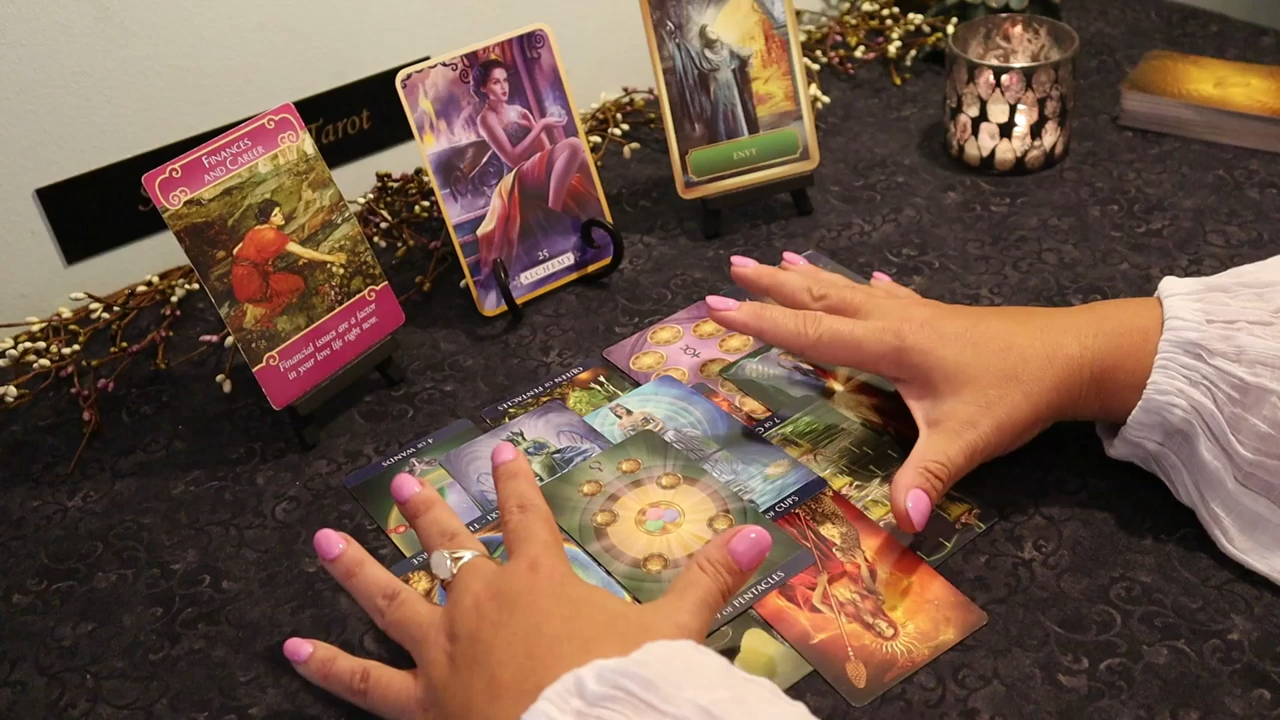 Tarot
FINANCES
AND CAREER
Financial issues are a factor
in your love life right now.
25
ALCHEMY
ENVY
QUEEN OF PENTACLES
4 OF WANDS
OF CUPS
OF PENTACLES